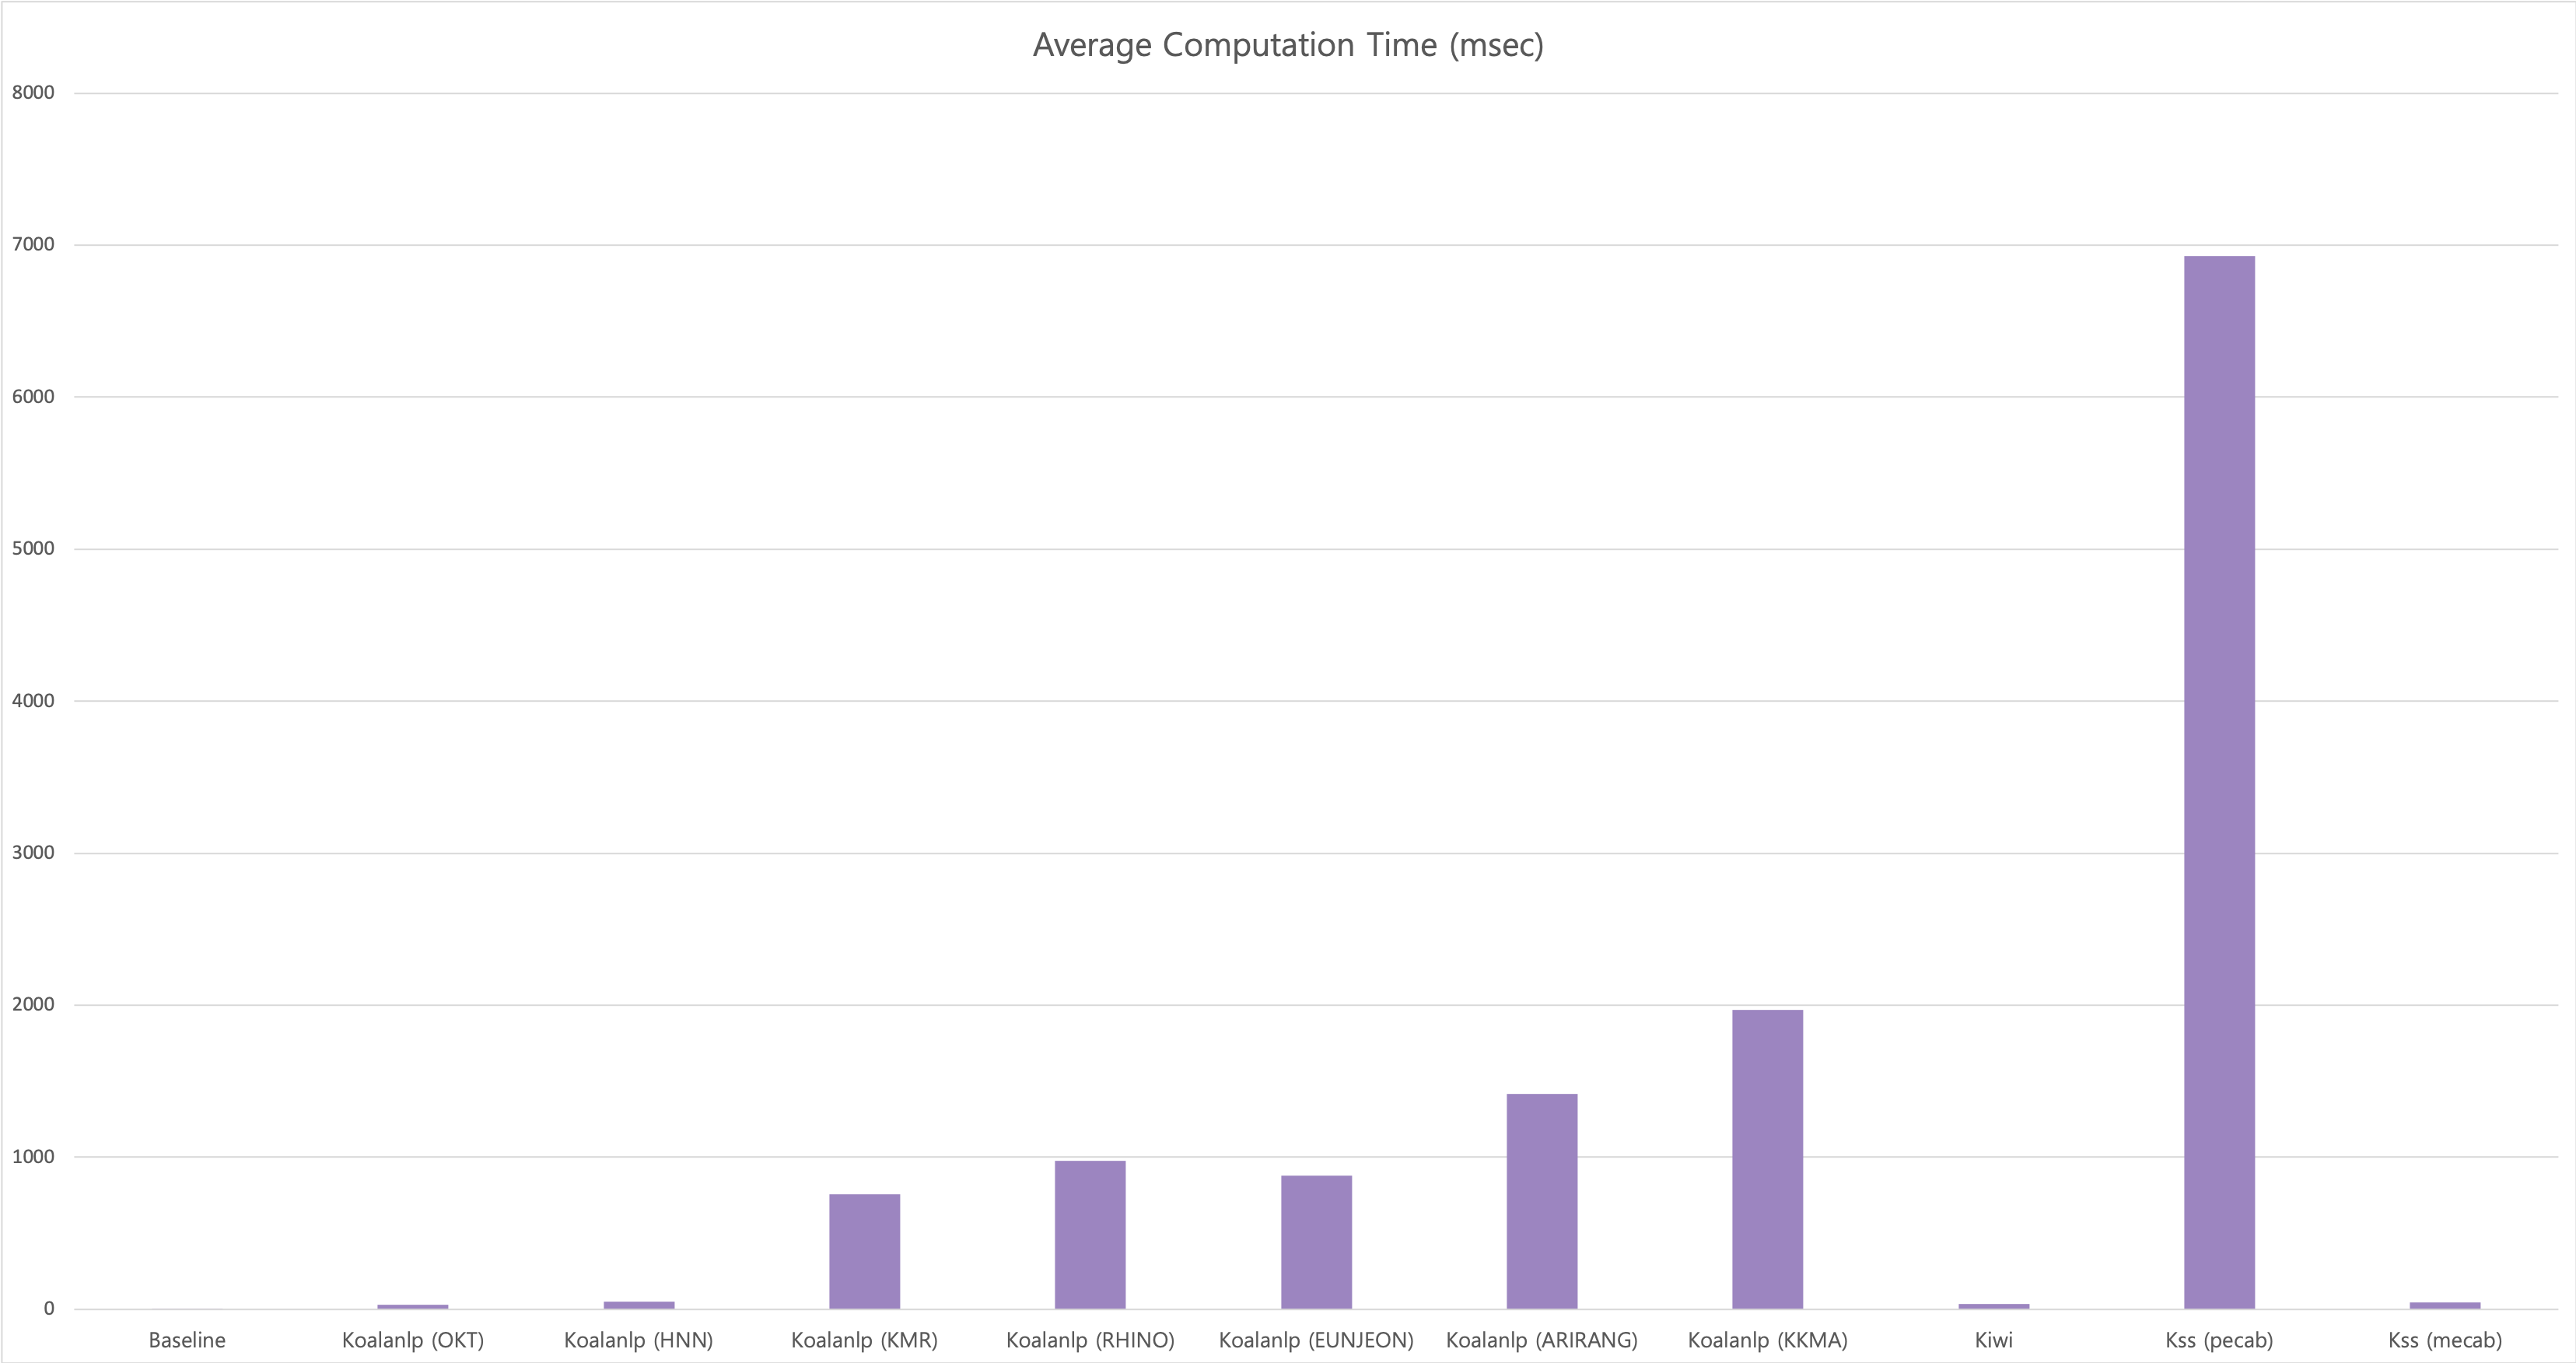 Average Computation Time (msec)
8000
7000
6000
5000
4000
3000
2000
1000
0
Baseline
Koalanlp (OKT)
Koalanlp (HNN)
Koalanlp (KMR)
Koalanlp (RHINO)
Koalanlp (EUNJEON)
Koalanlp (ARIRANG)
Koalanlp (KKMA)
Kiwi
Kss (pecab)
Kss (mecab)